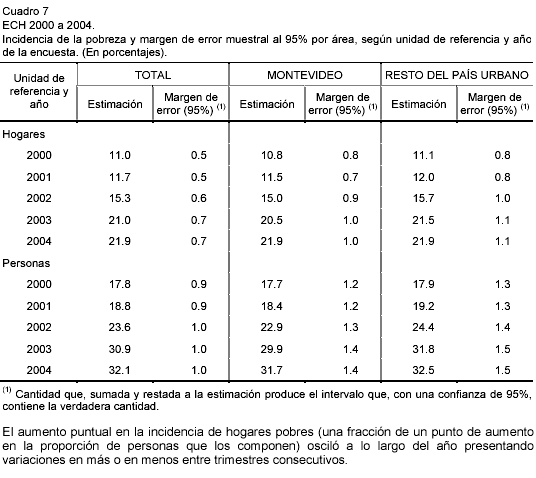 Cuadro 7
ECH 2000 a 2004.
Incidencia de la pobreza y margen de error muestral al 95% por área, según unidad de referencia y año
de la encuesta. (En porcentajes).
Unidad de referencia y año TOTAL MONTEVIDEO RESTO DEL PAÍS URBANO
Estimación Margen de error (95%) (1) Estimación Margen de error (95%) (1) Estimación Margen de error (95%) (1)
Hogares
2000 11.0 0.5 10.8 0.8 11.1 0.8
2001 11.7 0.5 11.5 0.7 12.0 0.8
2002 15.3 0.6 15.0 0.9 15.7 1.0
2003 21.0 0.7 20.5 1.0 21.5 1.1
2004 21.9 0.7 21.9 1.0 21.9 1.1
Personas
2000 17.8 0.9 17.7 1.2 17.9 1.3
2001 18.8 0.9 18.4 1.2 19.2 1.3
2002 23.6 1.0 22.9 1.3 24.4 1.4
2003 30.9 1.0 29.9 1.4 31.8 1.5
2004 32.1 1.0 31.7 1.4 32.5 1.5
(1) Cantidad que, sumada y restada a la estimación produce el intervalo que, con una confianza de 95%,
contiene la verdadera cantidad.
El aumento puntual en la incidencia de hogares pobres (una fracción de un punto de aumento
en la proporción de personas que los componen) osciló a lo largo del año presentando
variaciones en más o en menos entre trimestres consecutivos.